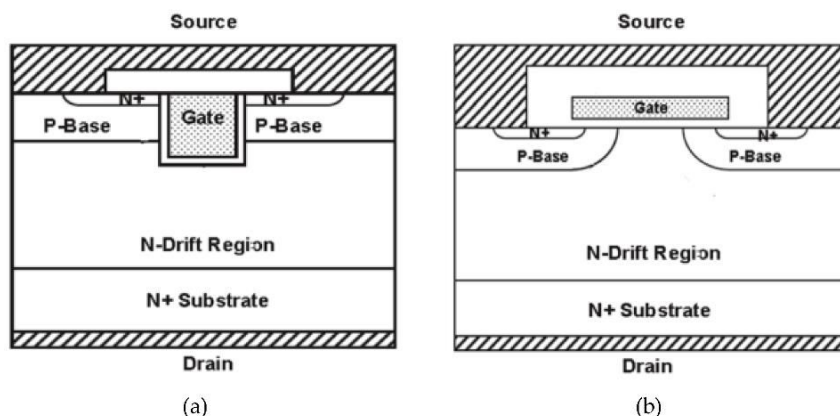 Source
N+
N+
Gate
P-Base
P-Base
N-Drift Region
N+ Substrate
Drain
(a)
Source
Gate
N+
N+
P-Base
P-Base
N-Drift Region
N+ Substrate
Drain
(b)